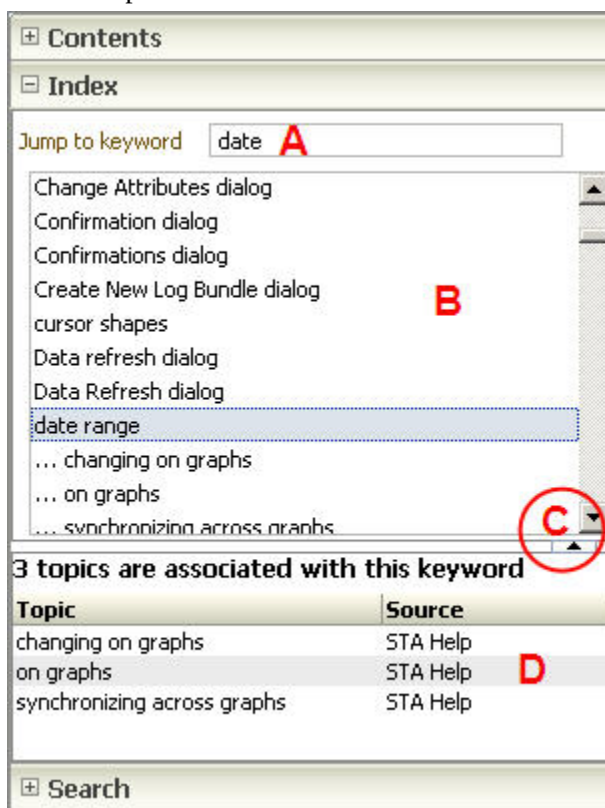 Contents
Index
Jump to keyword date A
Change Attributes dialog
Confirmation dialog
Confirmations dialog
Create New Log Bundle dialog
B
cursor shapes
Data refresh dialog
Data Refresh dialog
date range
... changing on graphs
... on graphs
... synchronizing across graphs
C
3 topics are associated with this keyword
Topic Source
changing on graphs STA Help
on graphs STA Help D
synchronizing across graphs STA Help
Search